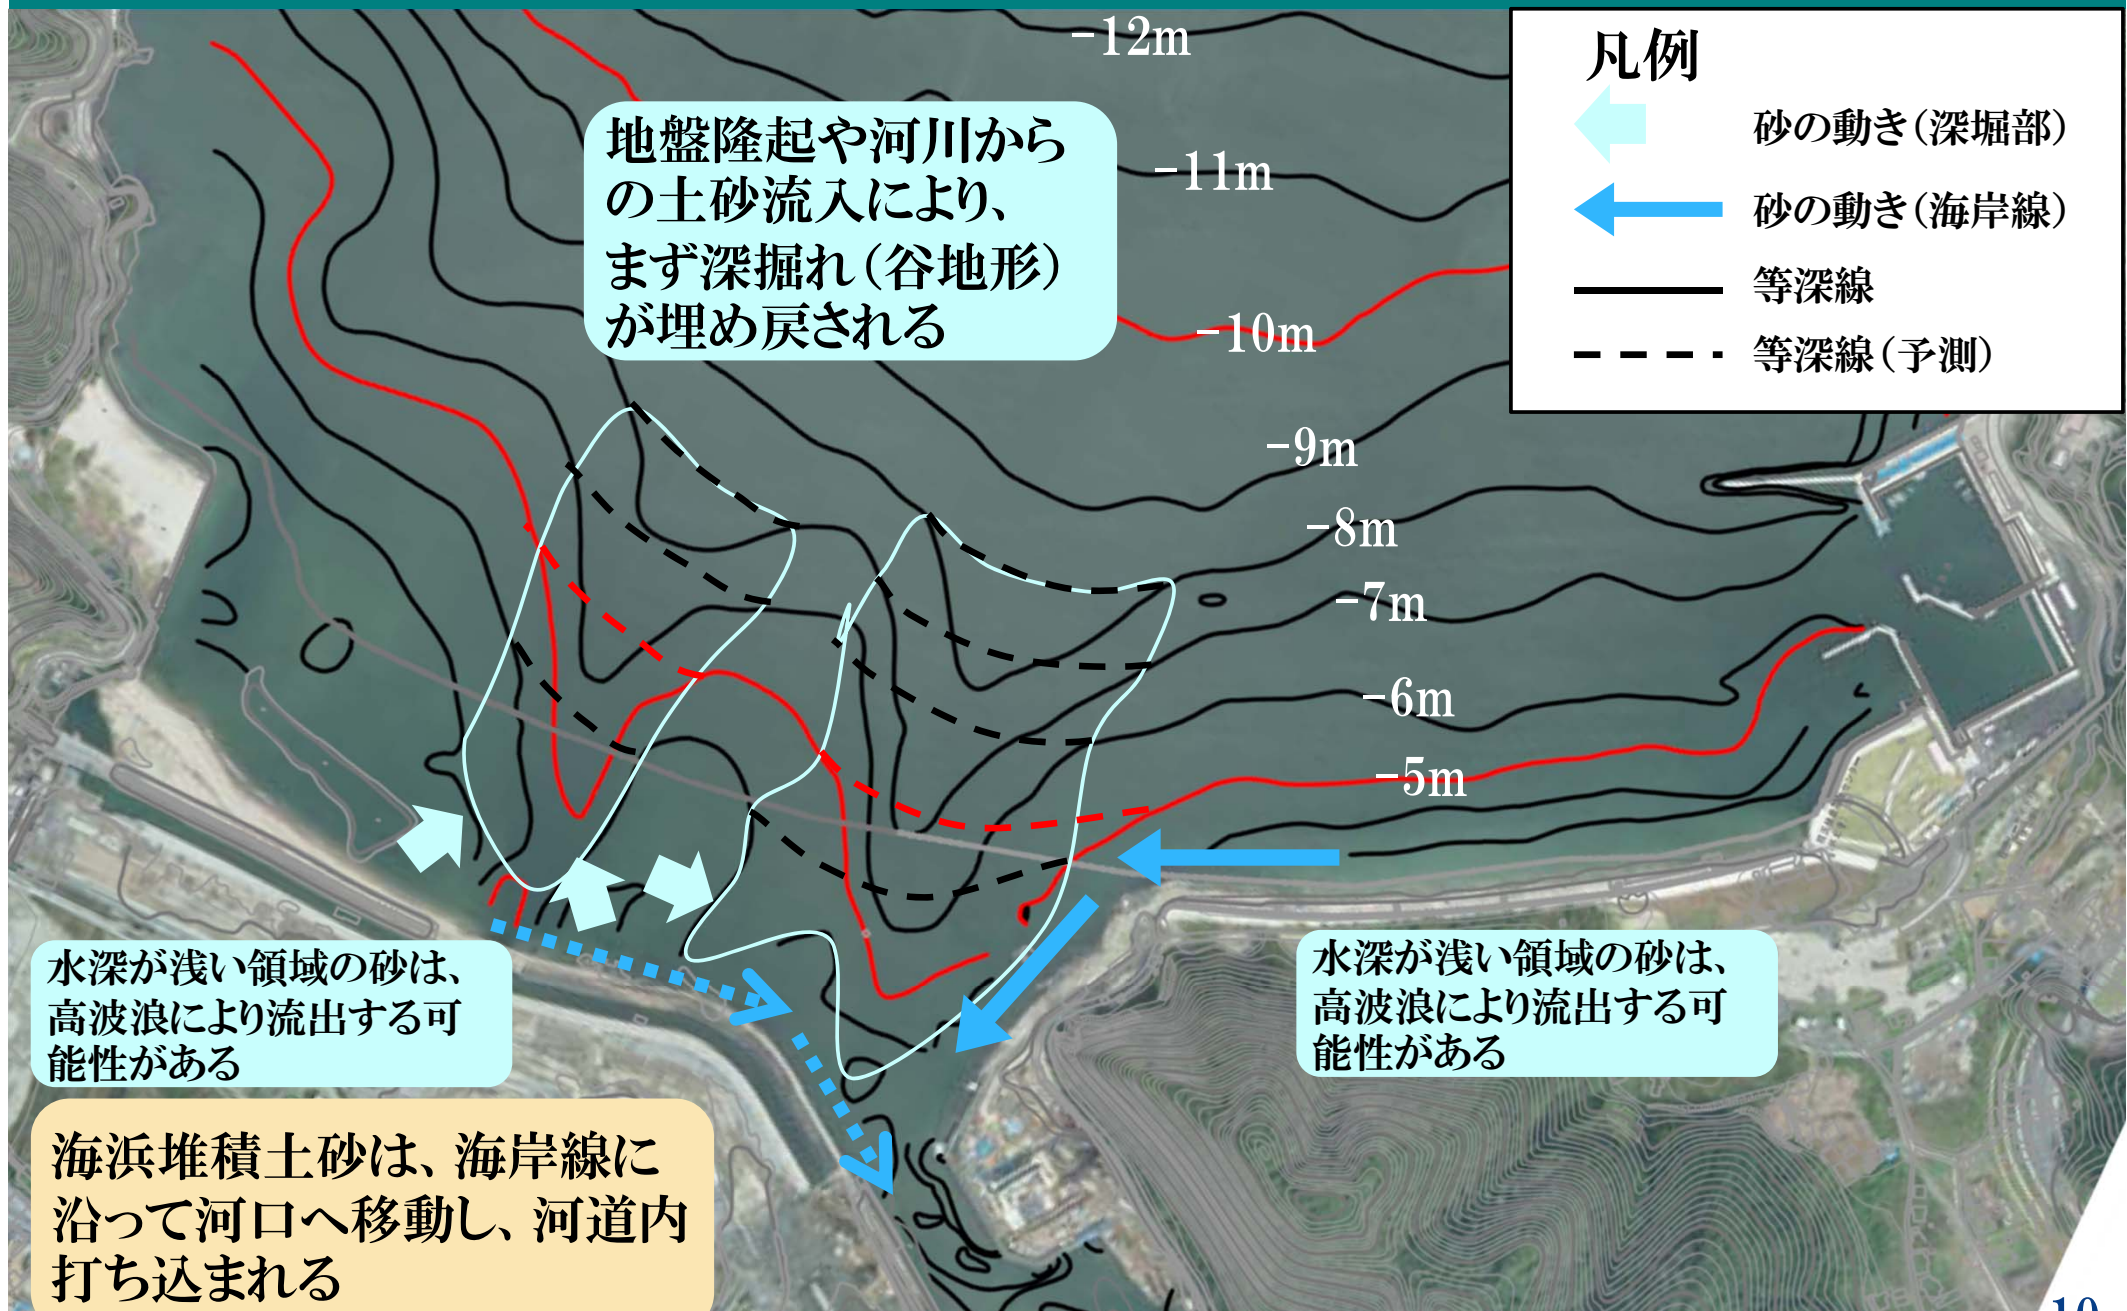 -12m
凡例
砂の動き（深堀部）
砂の動き（海岸線）
等深線
等深線（予測）
地盤隆起や河川から
の土砂流入により、
まず深掘れ（谷地形）
が埋め戻される
-11m
-10m
-9m
-8m
-7m
-6m
-5m
水深が浅い領域の砂は、
高波浪により流出する可
能性がある
水深が浅い領域の砂は、
高波浪により流出する可
能性がある
海浜堆積土砂は、海岸線に
沿って河口へ移動し、河道内
打ち込まれる